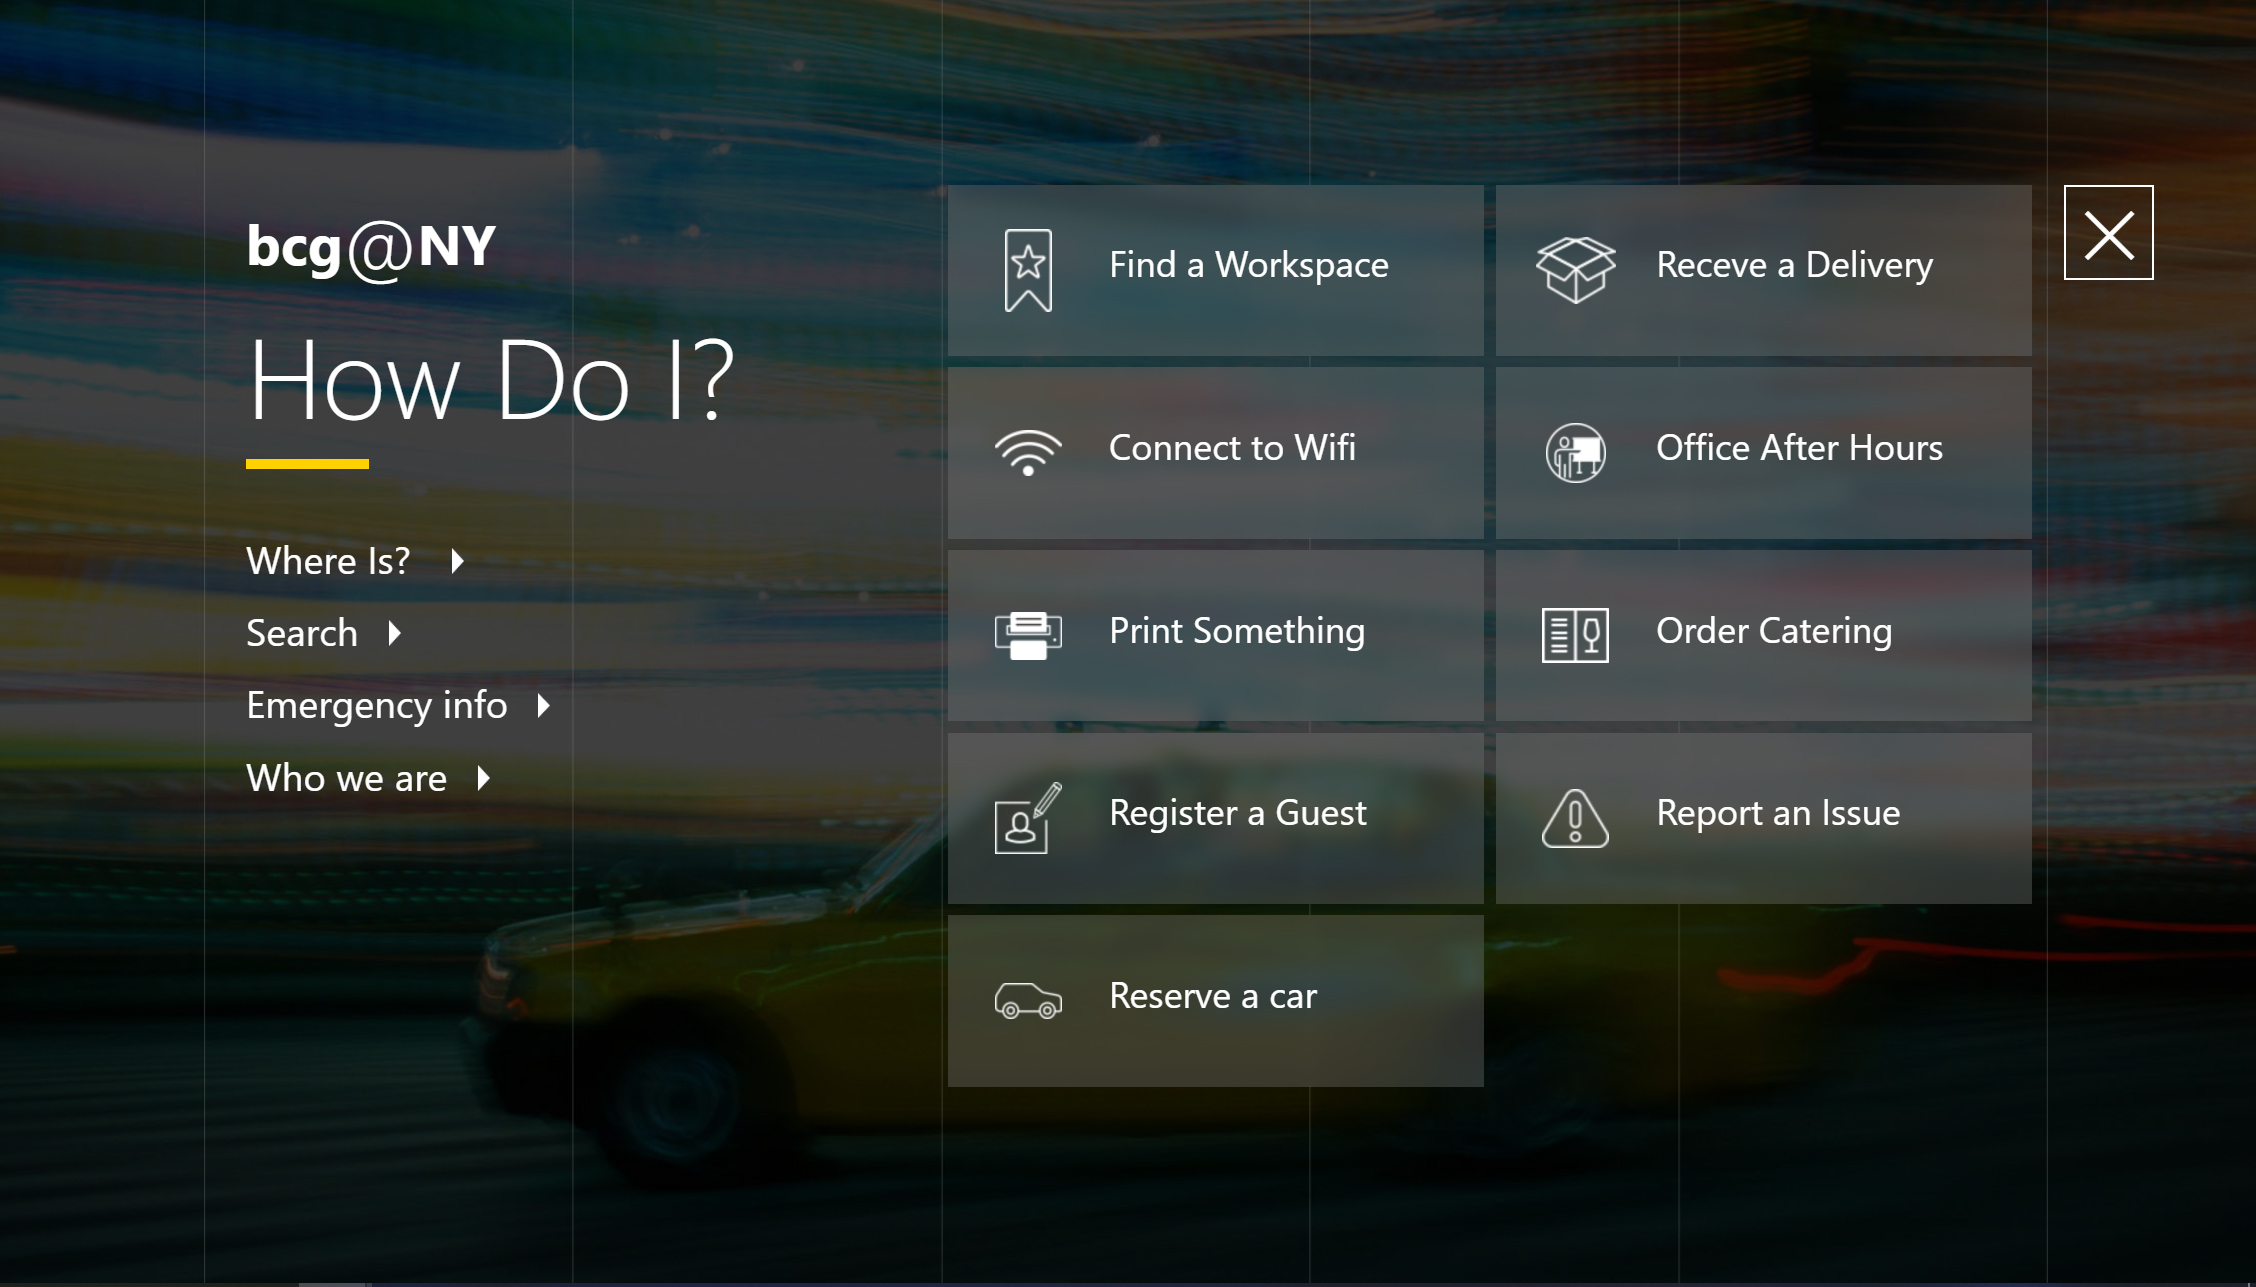 bcg@NY
How Do I?
Where Is?
Search
Emergency info
Who we are
Find a Workspace
Receve a Delivery
Connect to Wifi
Office After Hours
Print Something
Order Catering
Register a Guest
Report an Issue
Reserve a car